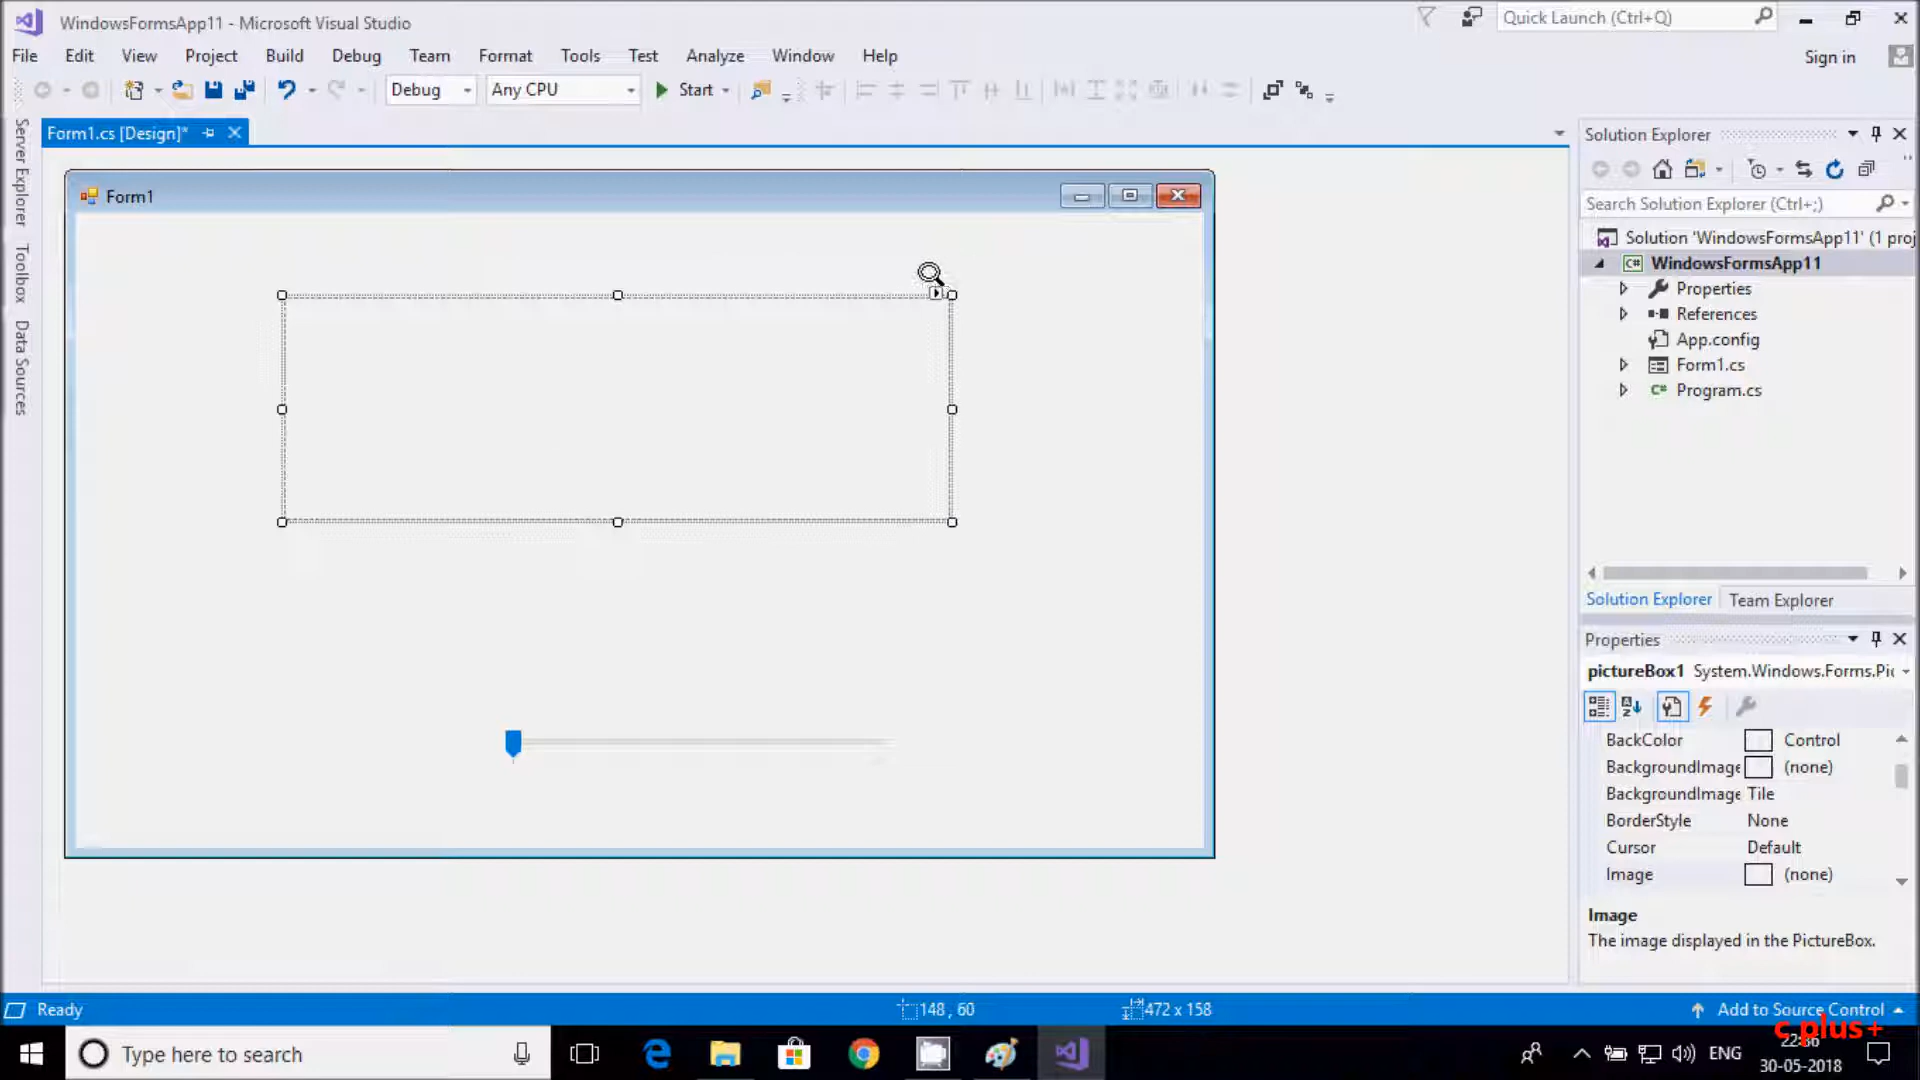 WindowsFormsApp11 - Microsoft Visual Studio
Quick Launch (Ctrl+Q)
File Edit View Project Build Debug Team Format Tools Test Analyze Window Help
Sign in
Debug Any CPU Start
Form1.cs [Design]*
Server Explorer
Toolbox
Data Sources
Form1
Solution Explorer
Search Solution Explorer (Ctrl+;)
Solution 'WindowsFormsApp11' (1 proj
C# WindowsFormsApp11
Properties
References
App.config
Form1.cs
C# Program.cs
Solution Explorer Team Explorer
Properties
pictureBox1 System.Windows.Forms.Pic
BackColor Control
BackgroundImage (none)
BackgroundImage Tile
BorderStyle None
Cursor Default
Image (none)
Image
The image displayed in the PictureBox.
Ready 148 , 60 472 x 158 Add to Source Control
c plus+
Type here to search
ENG
30-05-2018